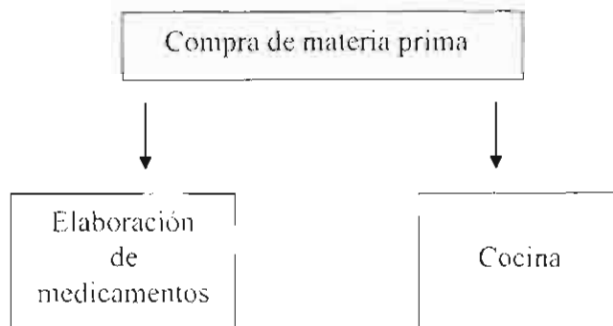 Compra de materia prima
Elaboración
de
medicamentos
Cocina